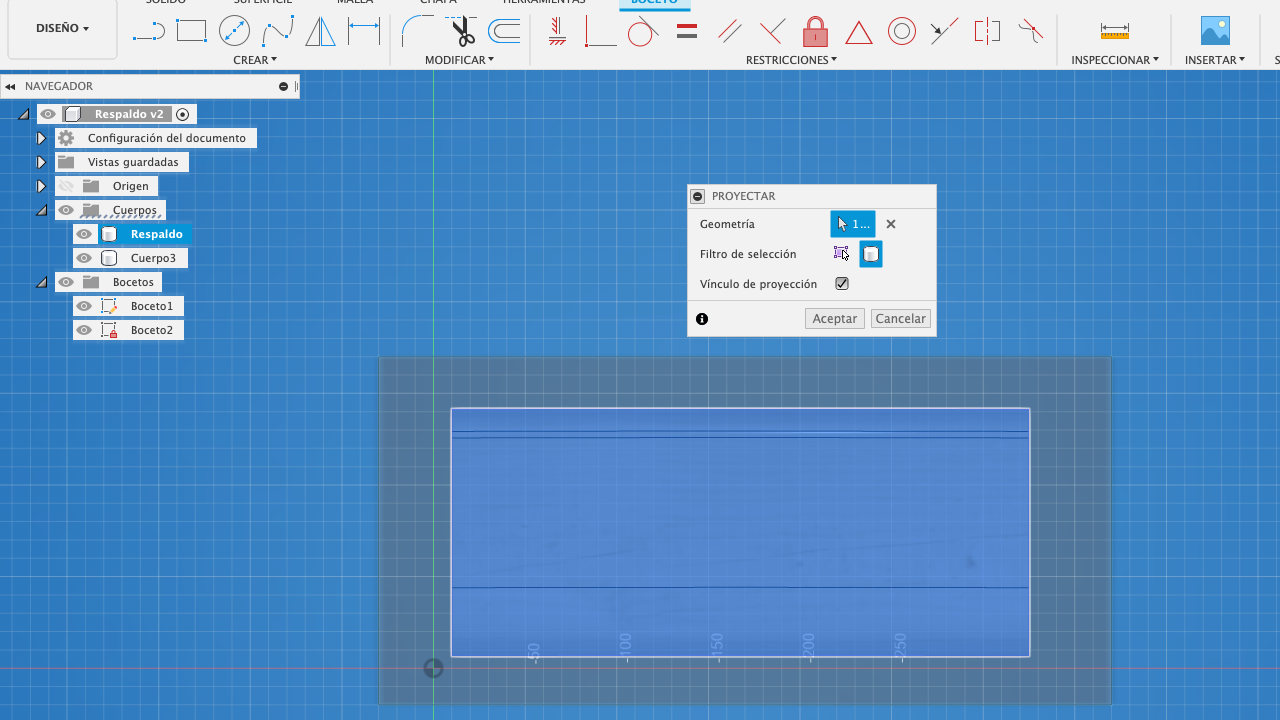 SÓLIDO SUPERFICIE MALLA CHAPA HERRAMIENTAS BOCETO
DISEÑO
CREAR MODIFICAR RESTRICCIONES INSPECCIONAR INSERTAR
NAVEGADOR
Respaldo v2
Configuración del documento
Vistas guardadas
Origen
Cuerpos
Respaldo
Cuerpo3
Bocetos
Boceto1
Boceto2
PROYECTAR
Geometría 1...
Filtro de selección
Vínculo de proyección
Aceptar Cancelar
-50 -100 -150 -200 -250